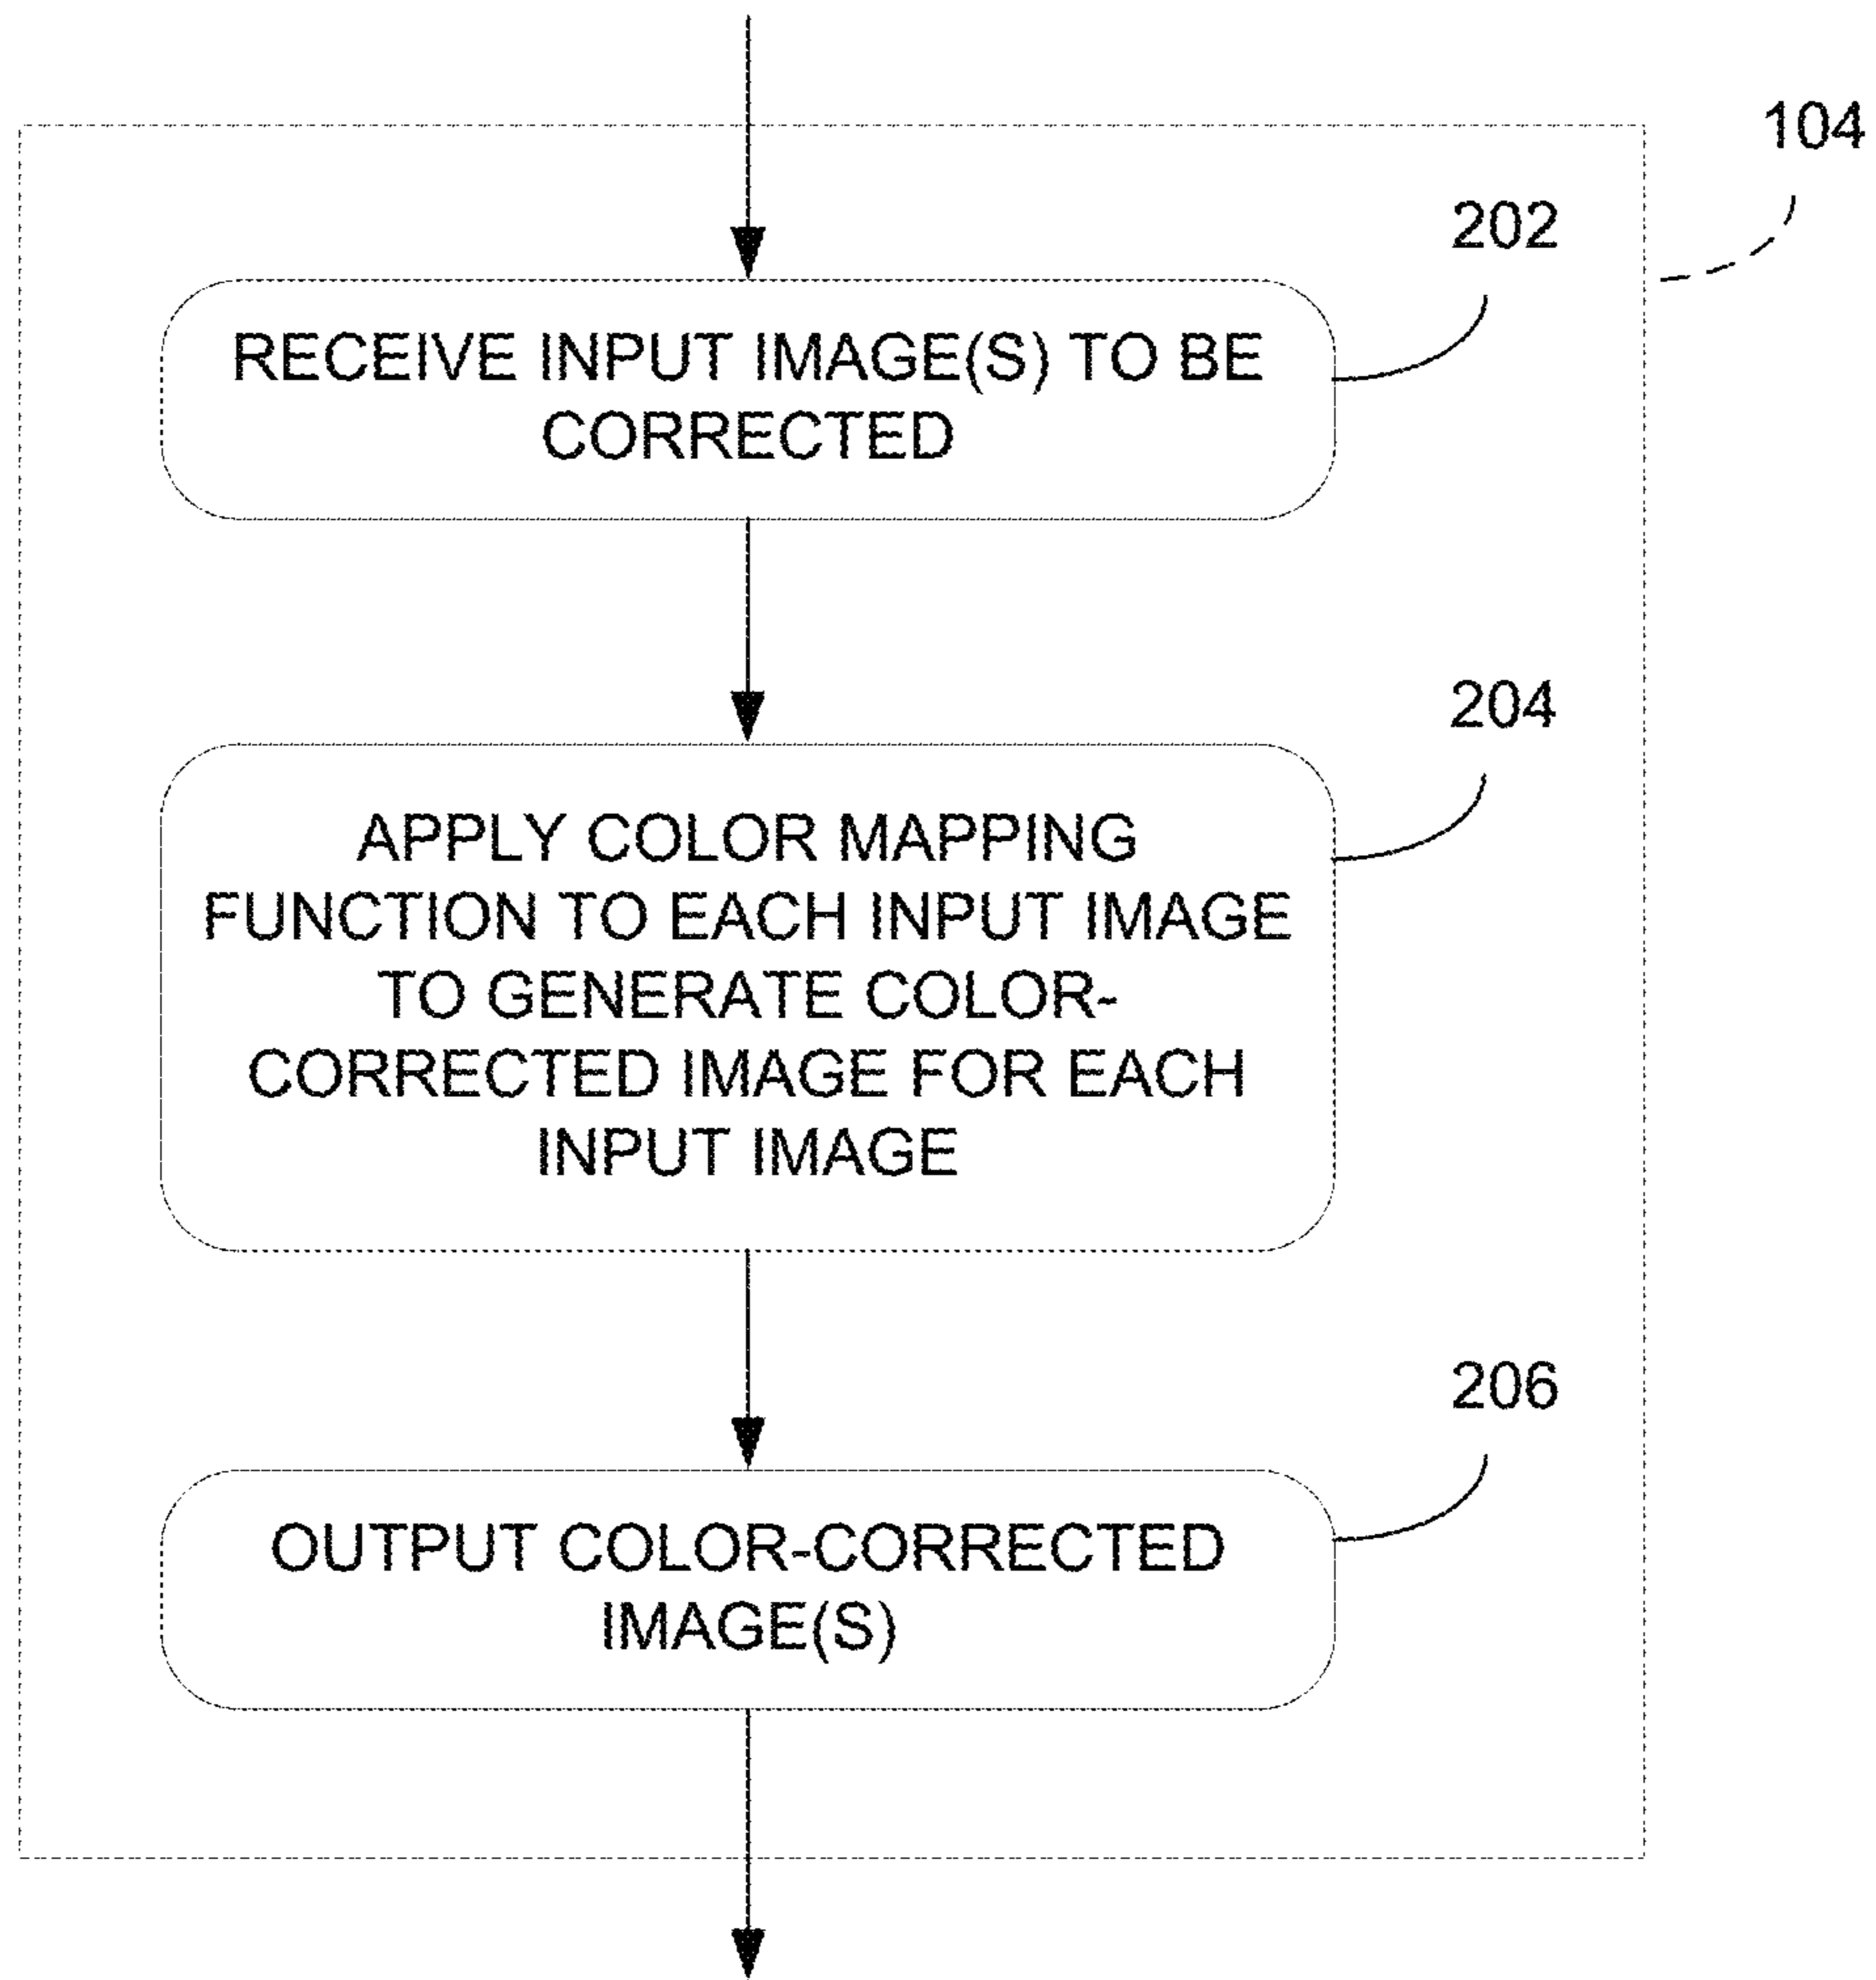 104
202
RECEIVE INPUT IMAGE(S) TO BE
CORRECTED
204
APPLY COLOR MAPPING
FUNCTION TO EACH INPUT IMAGE
TO GENERATE COLOR-
CORRECTED IMAGE FOR EACH
INPUT IMAGE
206
OUTPUT COLOR-CORRECTED
IMAGE(S)